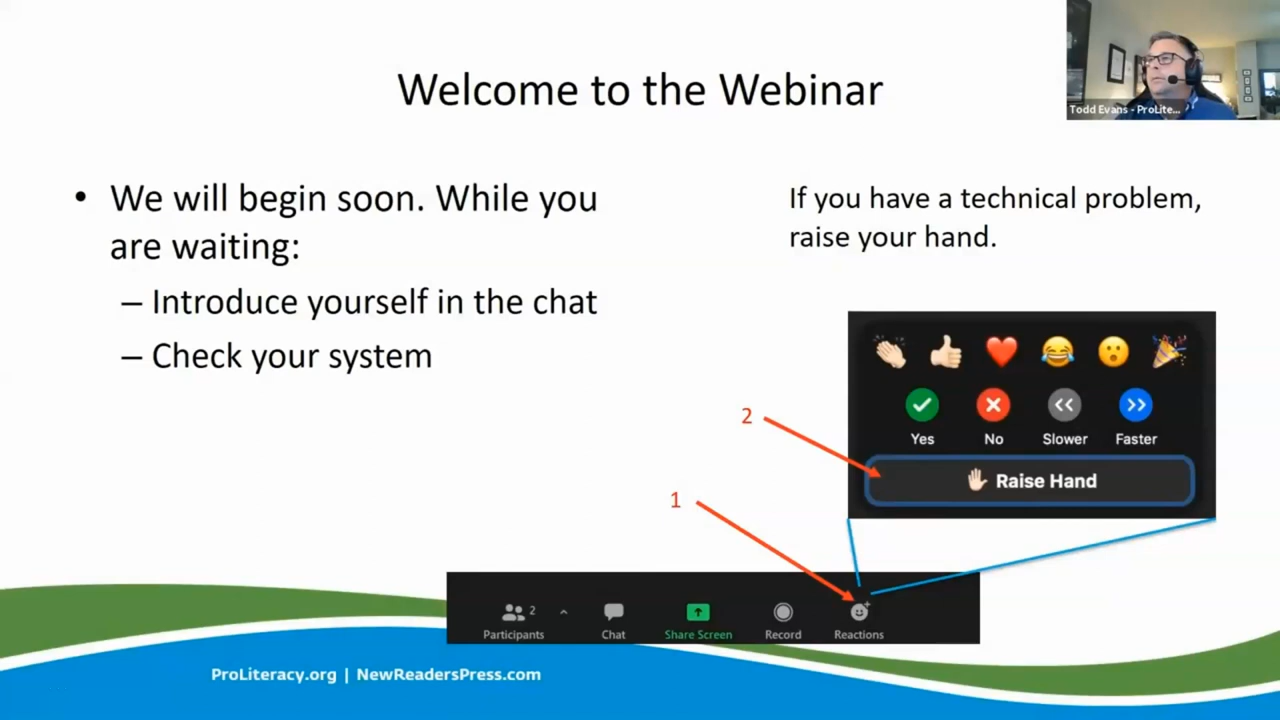 Welcome to the Webinar
Todd Evans - ProLite...
• We will begin soon. While you
are waiting:
– Introduce yourself in the chat
– Check your system
If you have a technical problem,
raise your hand.
Yes No Slower Faster
2
Raise Hand
1
2
Participants Chat Share Screen Record Reactions
ProLiteracy.org | NewReadersPress.com